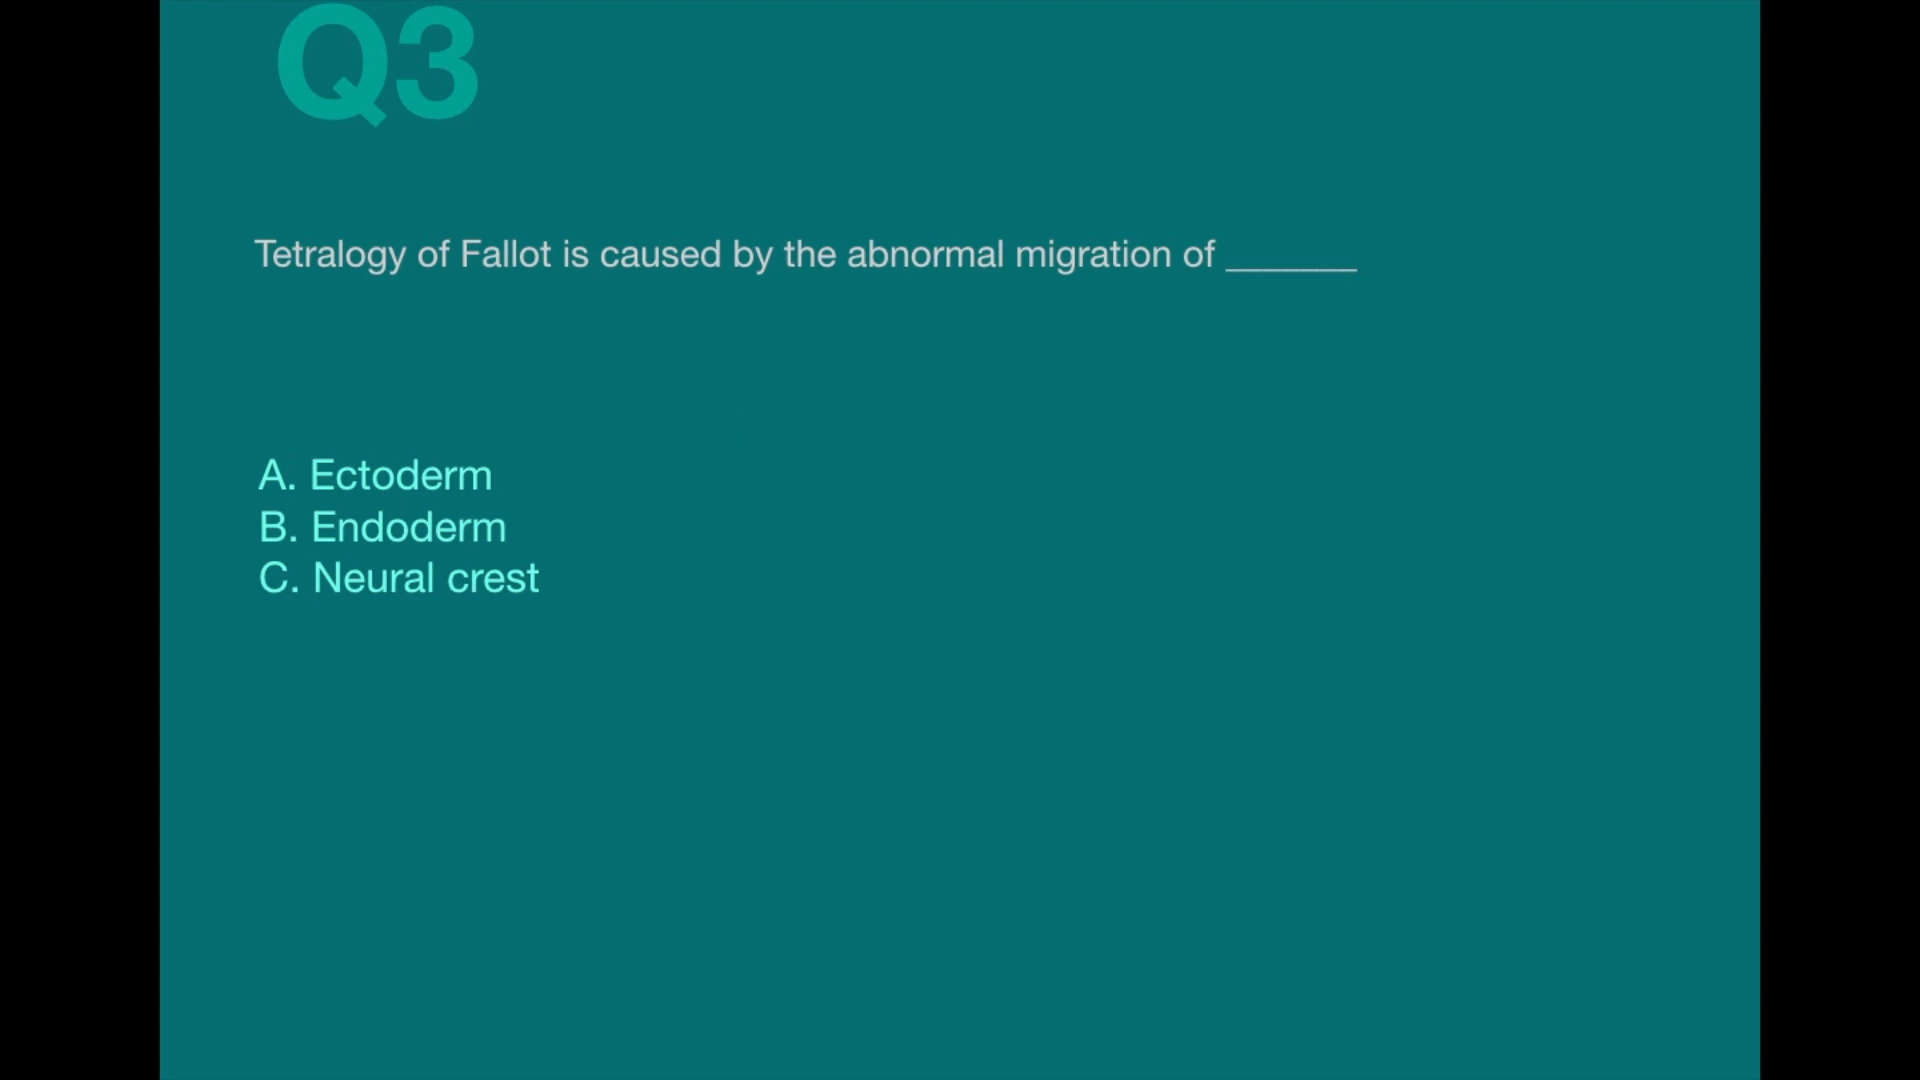 Q3
Tetralogy of Fallot is caused by the abnormal migration of _______
A. Ectoderm
B. Endoderm
C. Neural crest